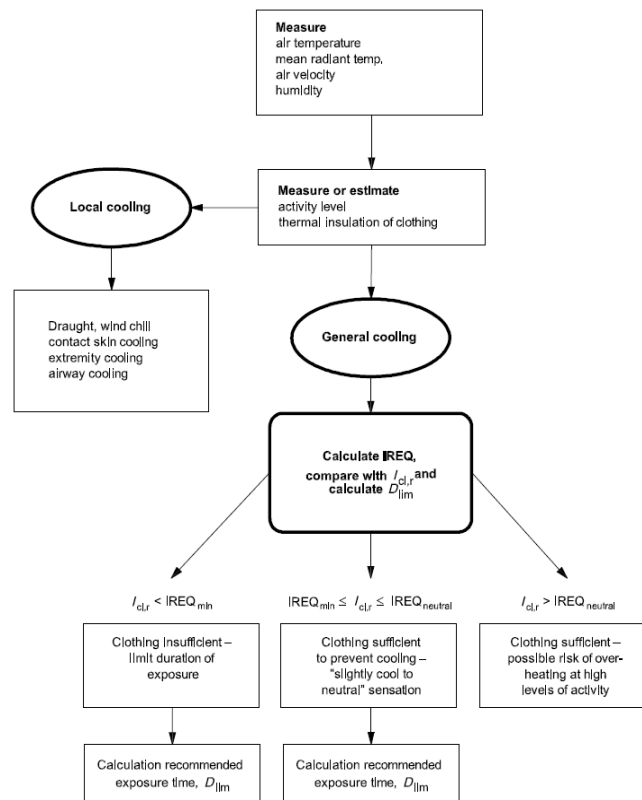 Measure
air temperature
mean radiant temp.
air velocity
humidity
Measure or estimate
activity level
thermal insulation of clothing
Local cooling
Draught, wind chill
contact skin cooling
extremity cooling
airway cooling
General cooling
Calculate IREQ,
compare with Icl,r and
calculate Dlim
Icl,r < IREQmin
IREQmin ≤ Icl,r ≤ IREQneutral
Icl,r > IREQneutral
Clothing insufficient –
limit duration of
exposure
Clothing sufficient
to prevent cooling –
"slightly cool to
neutral" sensation
Clothing sufficient –
possible risk of over-
heating at high
levels of activity
Calculation recommended
exposure time, Dlim
Calculation recommended
exposure time, Dlim